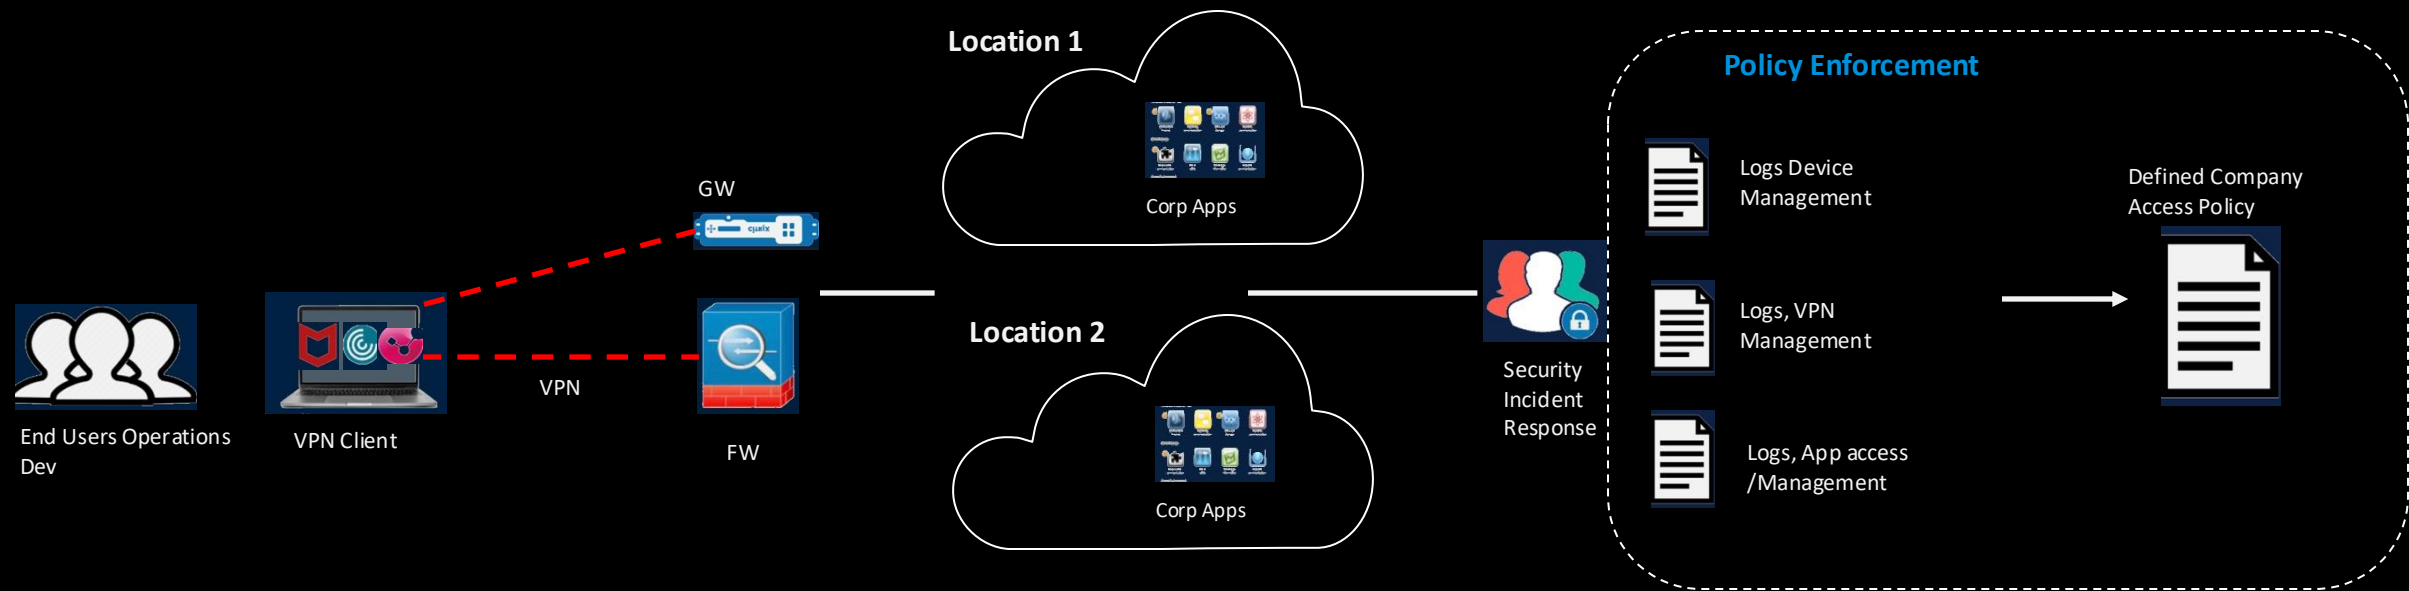 Location 1
Policy Enforcement
Logs Device
Management
Defined Company
Access Policy
GW
CITRIX
Corp Apps
Logs, VPN
Management
Location 2
VPN
Security
Incident
Response
End Users Operations
Dev
VPN Client
FW
Logs, App access
/Management
Corp Apps